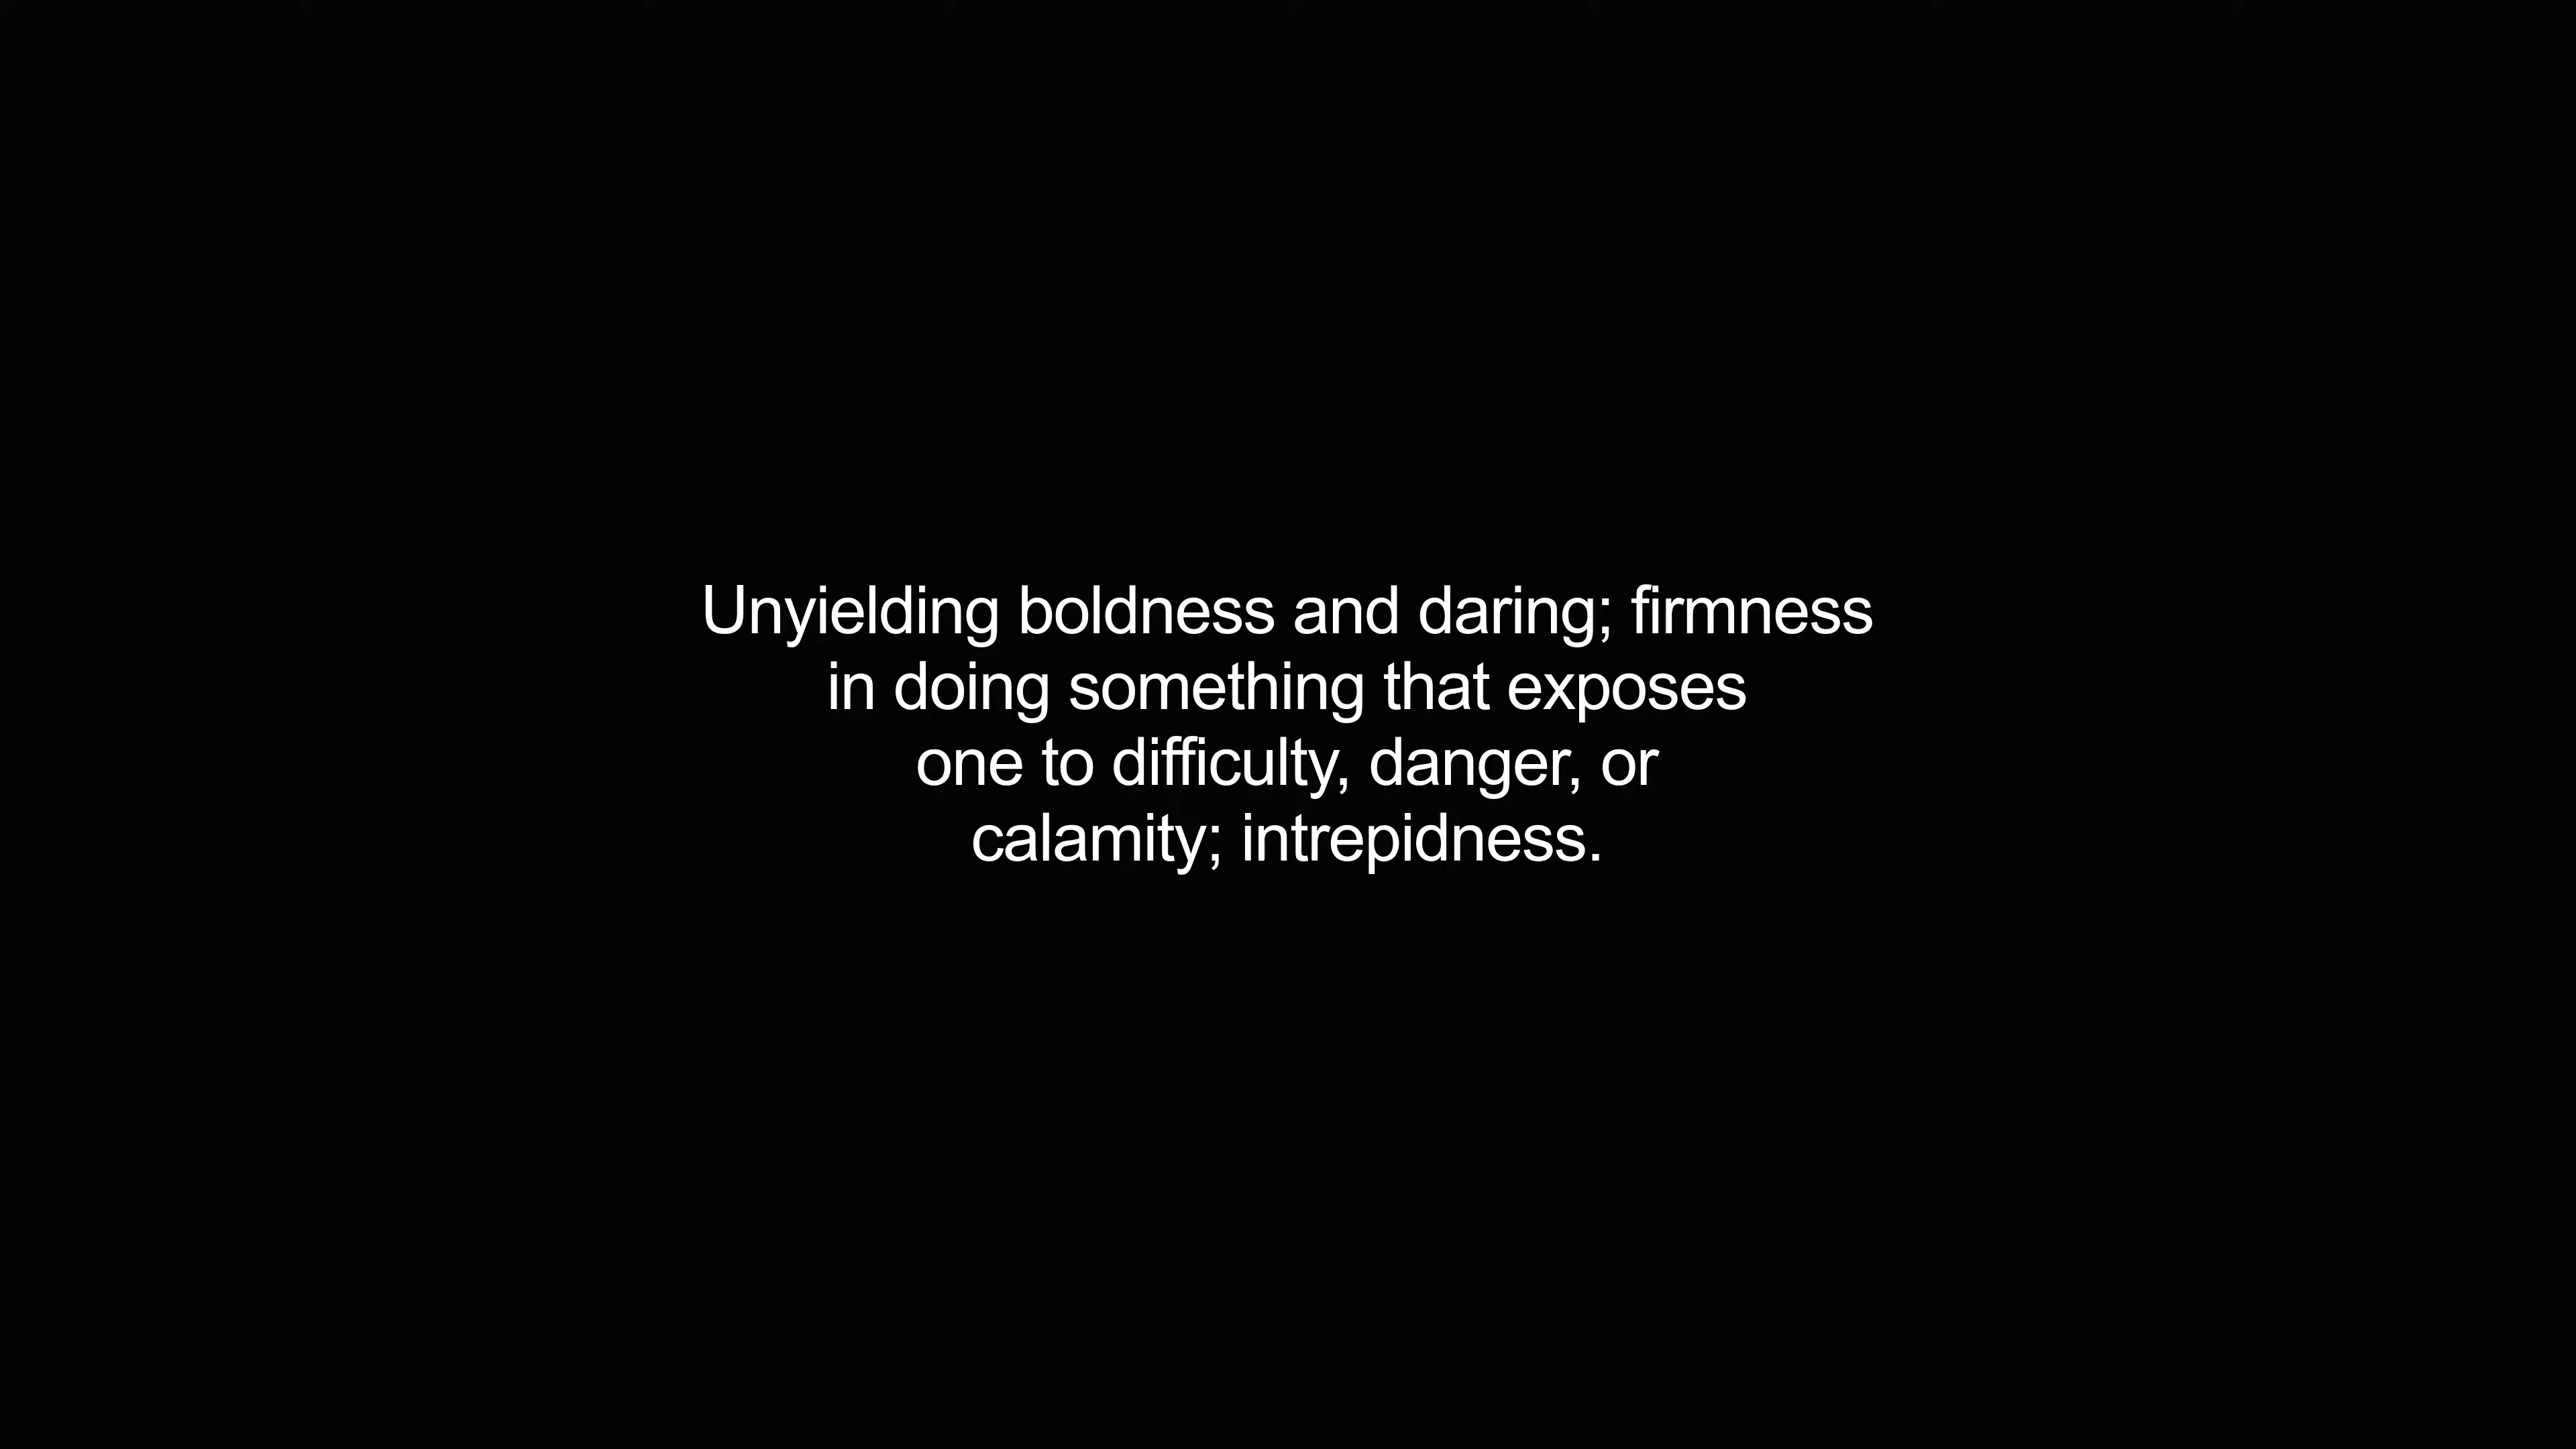 Unyielding boldness and daring; firmness
in doing something that exposes
one to difficulty, danger, or
calamity; intrepidness.